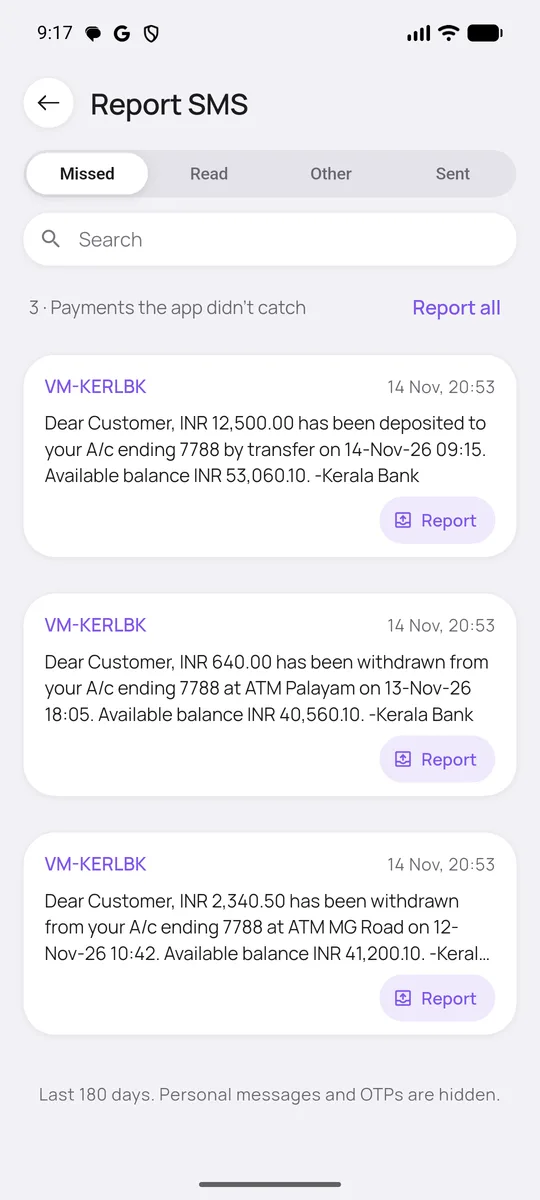 9:17
Report SMS
Missed Read Other Sent
Search
3 · Payments the app didn't catch Report all
VM-KERLBK 14 Nov, 20:53
Dear Customer, INR 12,500.00 has been deposited to
your A/c ending 7788 by transfer on 14-Nov-26 09:15.
Available balance INR 53,060.10. -Kerala Bank
Report
VM-KERLBK 14 Nov, 20:53
Dear Customer, INR 640.00 has been withdrawn from
your A/c ending 7788 at ATM Palayam on 13-Nov-26
18:05. Available balance INR 40,560.10. -Kerala Bank
Report
VM-KERLBK 14 Nov, 20:53
Dear Customer, INR 2,340.50 has been withdrawn
from your A/c ending 7788 at ATM MG Road on 12-
Nov-26 10:42. Available balance INR 41,200.10. -Keral...
Report
Last 180 days. Personal messages and OTPs are hidden.